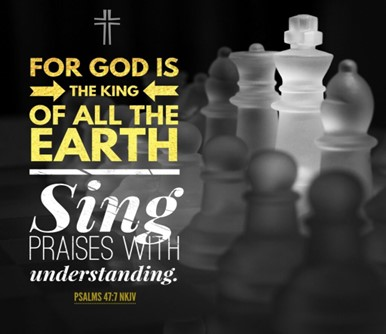 FOR GOD IS
THE KING
OF ALL THE
EARTH
Sing
PRAISES WITH
understanding.
PSALMS 47:7 NKJV